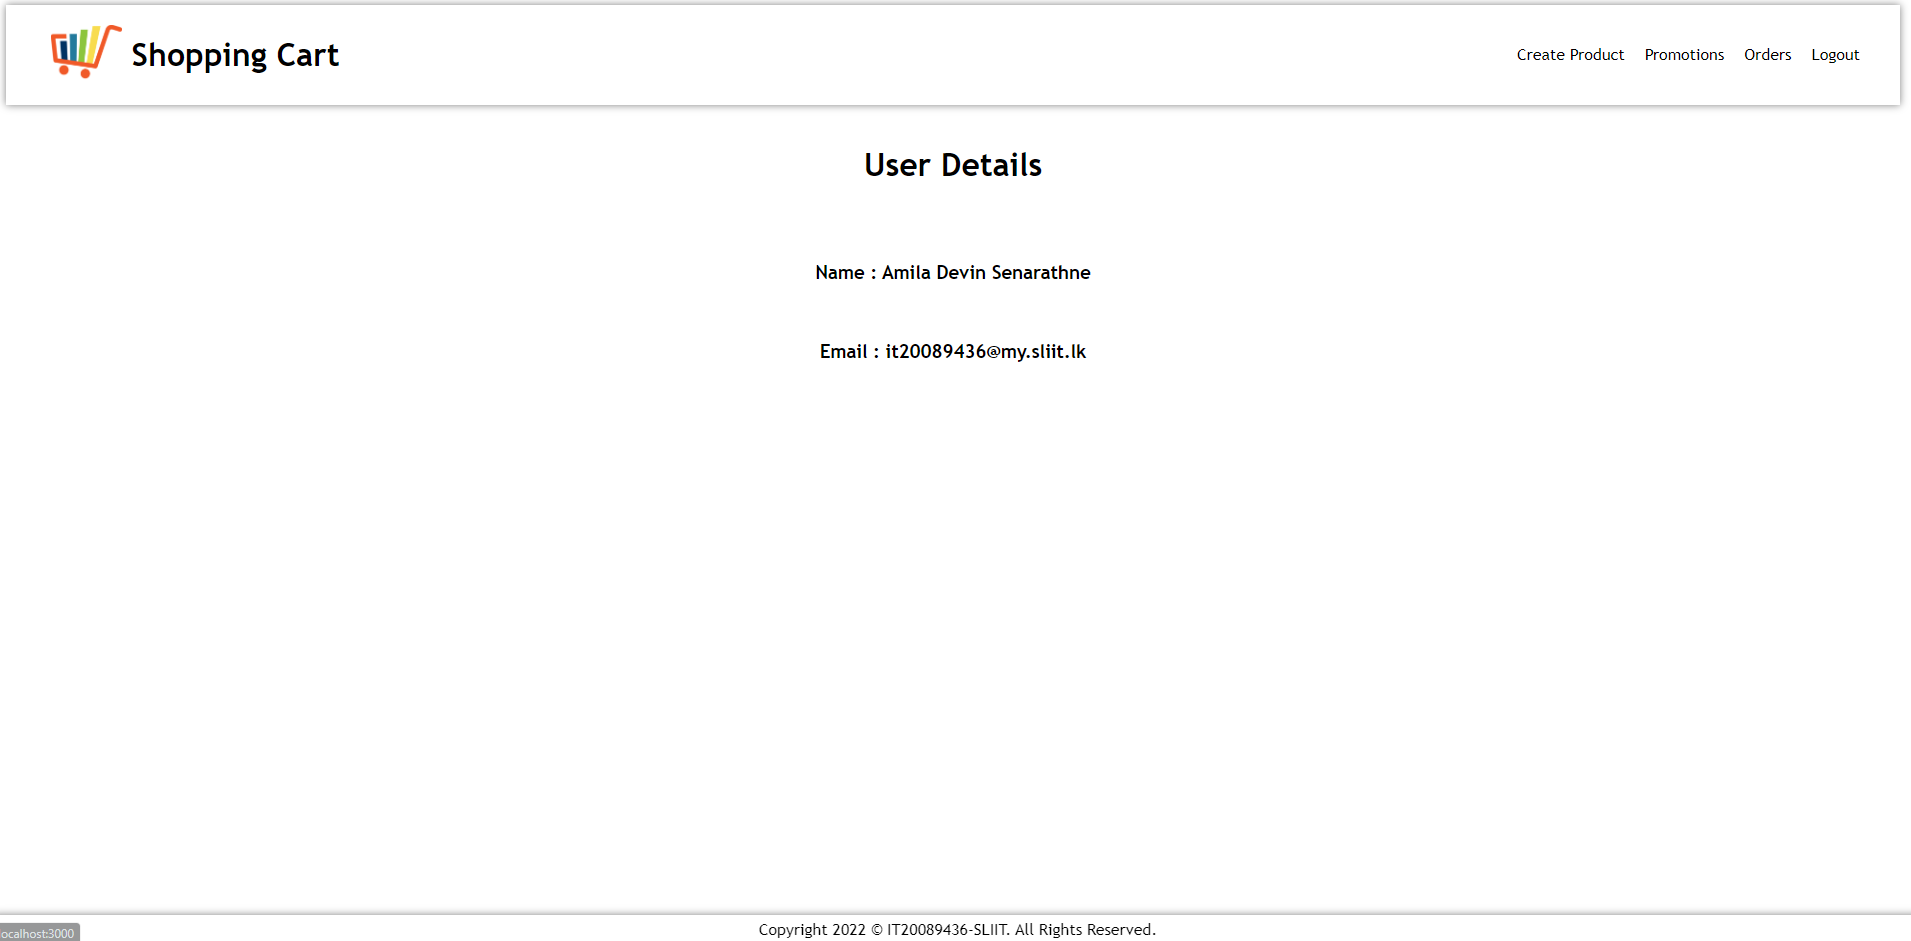 Shopping Cart
Create Product Promotions Orders Logout
User Details
Name : Amila Devin Senarathne
Email : it20089436@my.sliit.lk
Copyright 2022 © IT20089436-SLIIT. All Rights Reserved.
localhost:3000